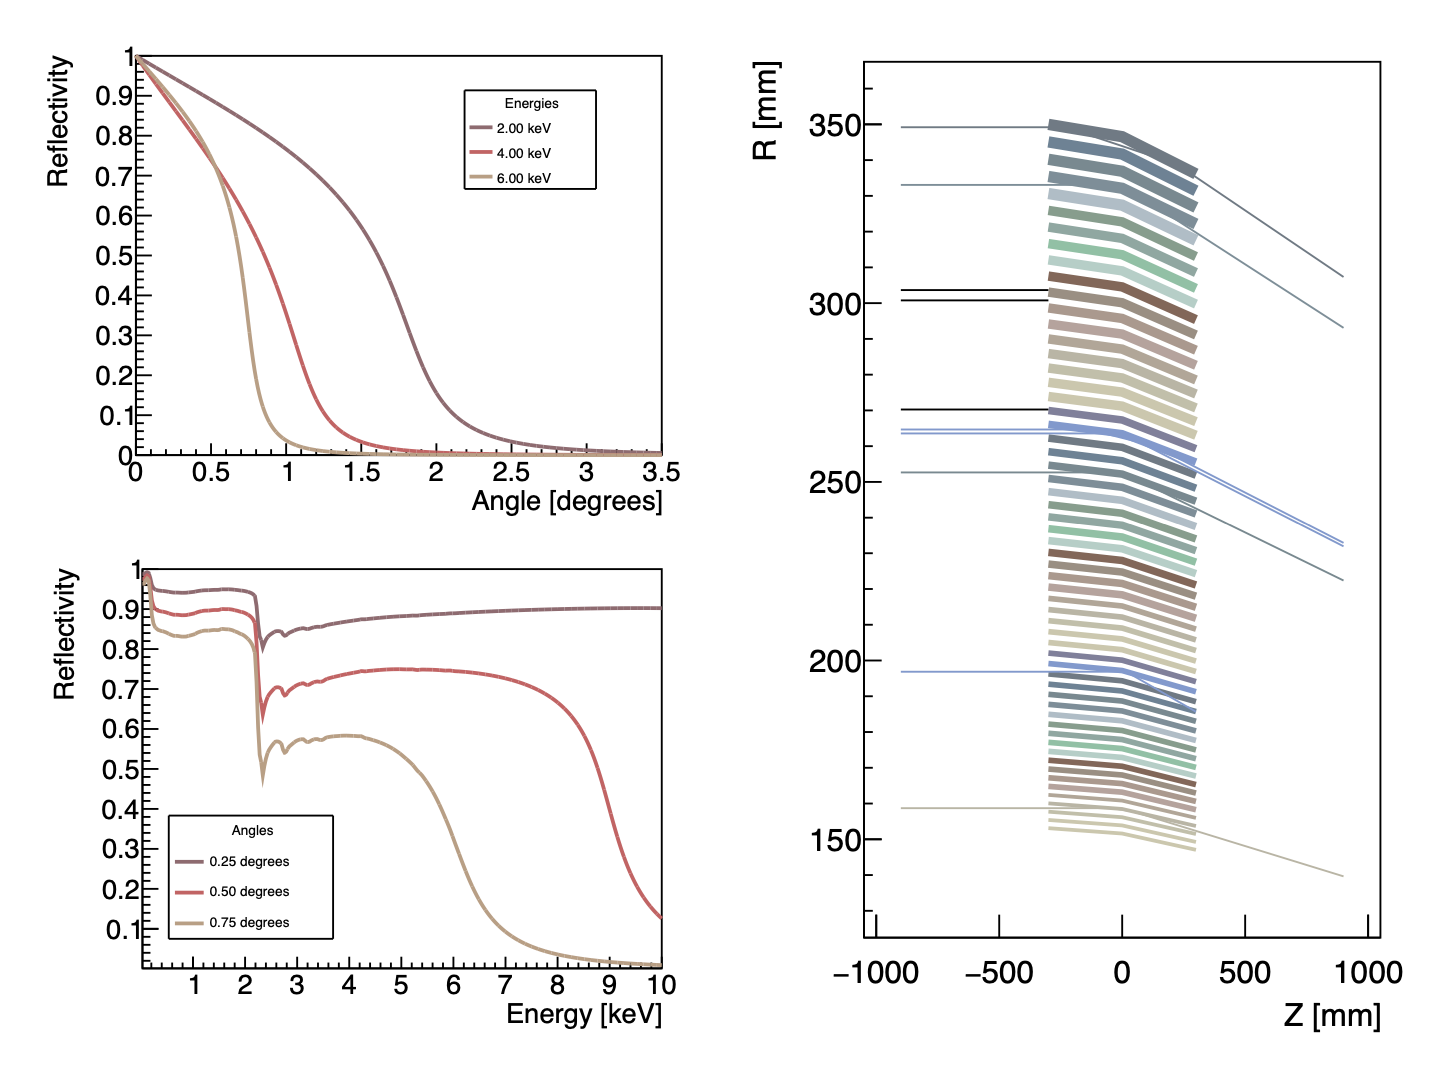 Reflectivity
1
0.9
0.8
0.7
0.6
0.5
0.4
0.3
0.2
0.1
0
Energies
2.00 keV
4.00 keV
6.00 keV
0 0.5 1 1.5 2 2.5 3 3.5
Angle [degrees]
Reflectivity
1
0.9
0.8
0.7
0.6
0.5
0.4
0.3
0.2
0.1
Angles
0.25 degrees
0.50 degrees
0.75 degrees
1 2 3 4 5 6 7 8 9 10
Energy [keV]
R [mm]
350
300
250
200
150
−1000 −500 0 500 1000
Z [mm]